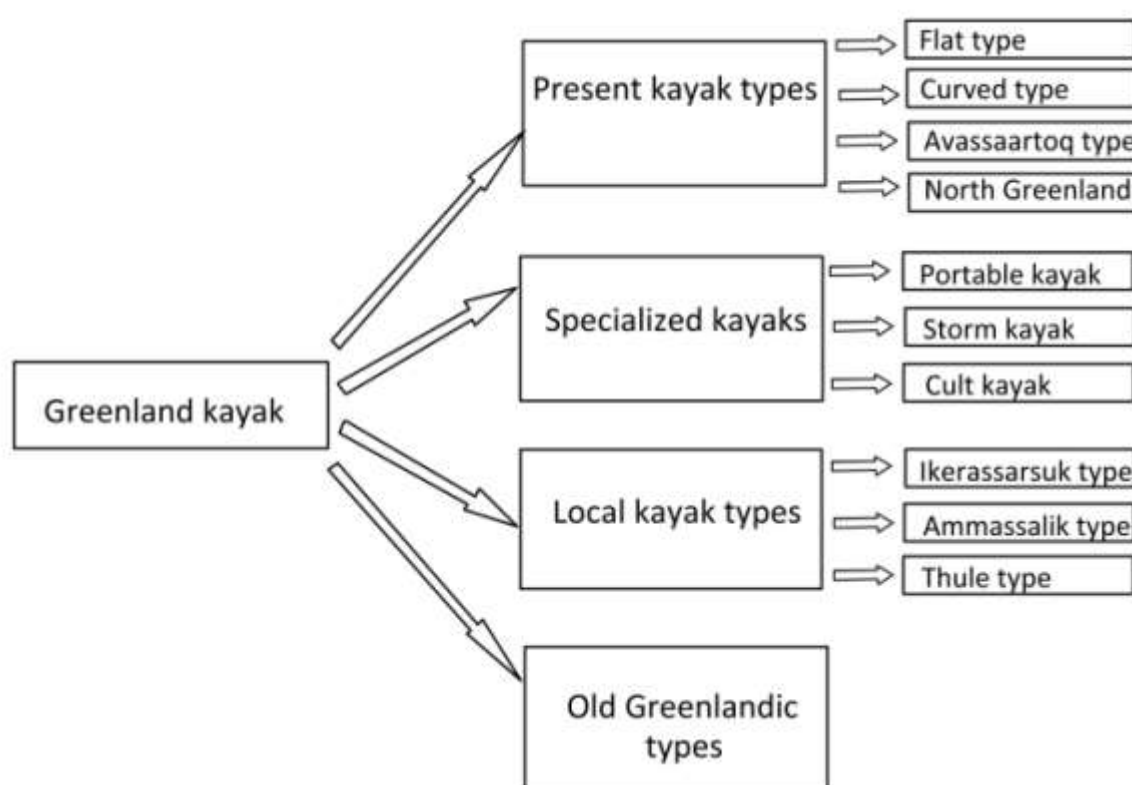 Greenland kayak
Present kayak types
Flat type
Curved type
Avassaartoq type
North Greenland
Specialized kayaks
Portable kayak
Storm kayak
Cult kayak
Local kayak types
Ikerassarsuk type
Ammassalik type
Thule type
Old Greenlandic
types